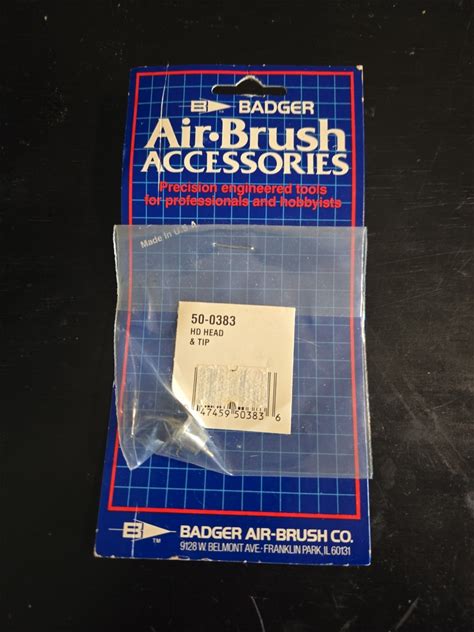 BADGER
Air·Brush
ACCESSORIES
Precision engineered tools
for professionals and hobbyists
Made in U.S.A.
50-0383
HD HEAD
& TIP
47459 50383 6
BADGER AIR-BRUSH CO.
TM
9128 W. BELMONT AVE·FRANKLIN PARK, IL 60131